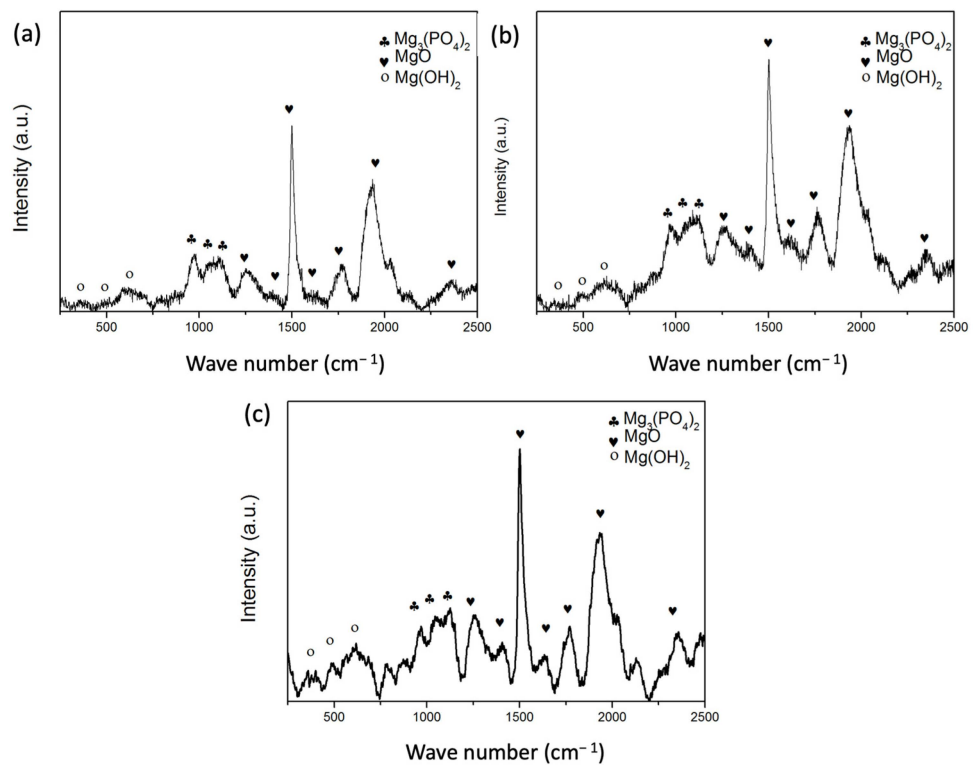 (a)
♣ Mg₃(PO₄)₂
♥ MgO
o Mg(OH)₂
Intensity (a.u.)
500 1000 1500 2000 2500
Wave number (cm⁻¹)
(b)
♣ Mg₃(PO₄)₂
♥ MgO
o Mg(OH)₂
Intensity (a.u.)
500 1000 1500 2000 2500
Wave number (cm⁻¹)
(c)
♣ Mg₃(PO₄)₂
♥ MgO
o Mg(OH)₂
Intensity (a.u.)
500 1000 1500 2000 2500
Wave number (cm⁻¹)